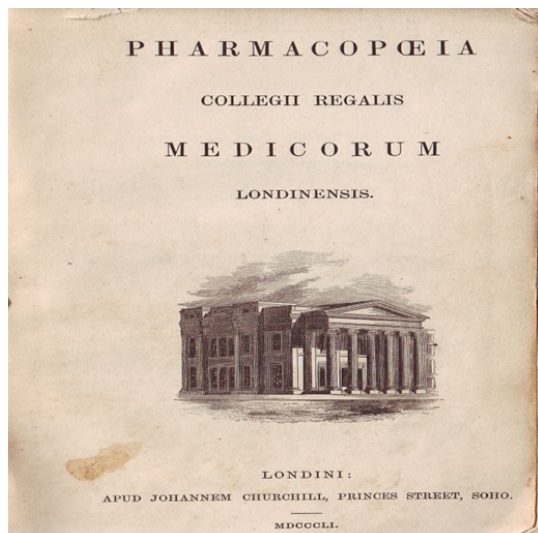 PHARMACOPŒIA
COLLEGII REGALIS
MEDICORUM
LONDINENSIS.
LONDINI:
APUD JOHANNEM CHURCHILL, PRINCES STREET, SOHO.
MDCCCLI.